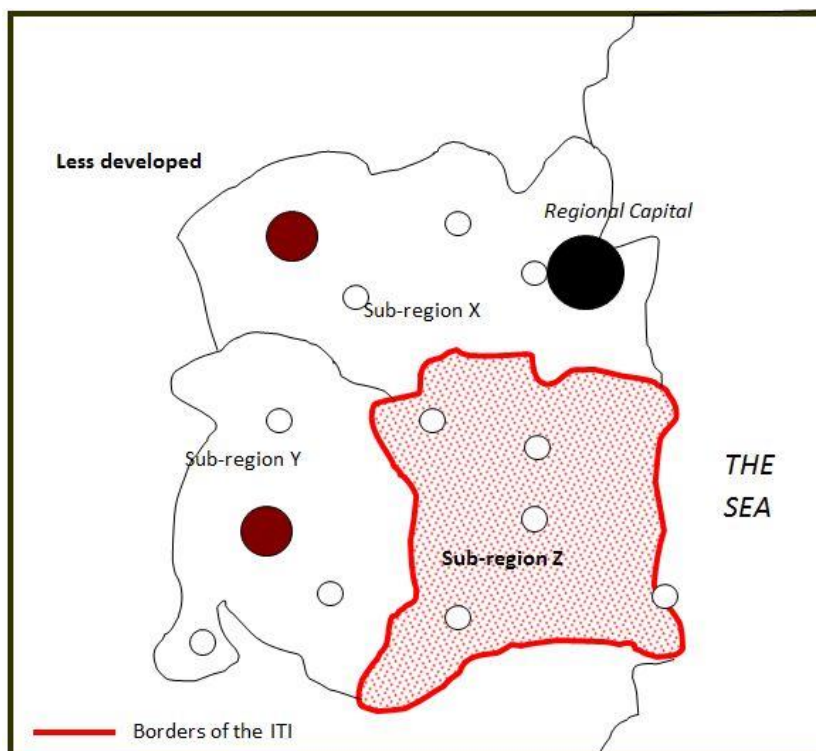 Less developed
Regional Capital
Sub-region X
Sub-region Y
THE
SEA
Sub-region Z
Borders of the ITI